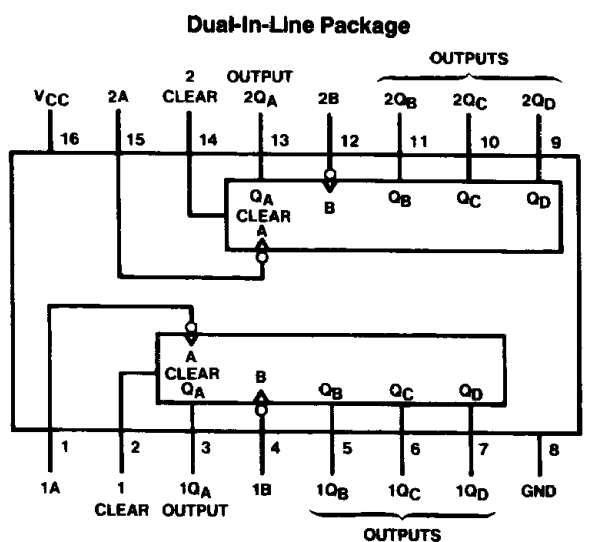 Dual-In-Line Package
OUTPUTS
2 OUTPUT
VCC 2A CLEAR 2QA 2B 2QB 2QC 2QD
16 15 14 13 12 11 10 9
QA B QB QC QD
CLEAR
A
A
CLEAR
QA B QB QC QD
1 2 3 4 5 6 7 8
1A 1 1QA 1B 1QB 1QC 1QD GND
CLEAR OUTPUT
OUTPUTS